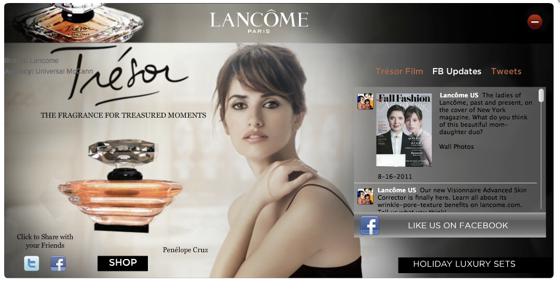 LANCÔME
PARIS
Lancome
Universal McCann
Trésor
THE FRAGRANCE FOR TREASURED MOMENTS
Click to Share with
your Friends
SHOP
Penélope Cruz
Trésor Film
FB Updates
Tweets
Fall Fashion
Lancôme US The ladies of
Lancôme, past and present, on
the cover of New York
magazine. What do you think
of this beautiful mom-
daughter duo?
Wall Photos
8-16-2011
Lancôme US Our new Visionnaire Advanced Skin
Corrector is finally here. Learn all about its
wrinkle-pore-texture benefits on lancome.com.
LIKE US ON FACEBOOK
HOLIDAY LUXURY SETS